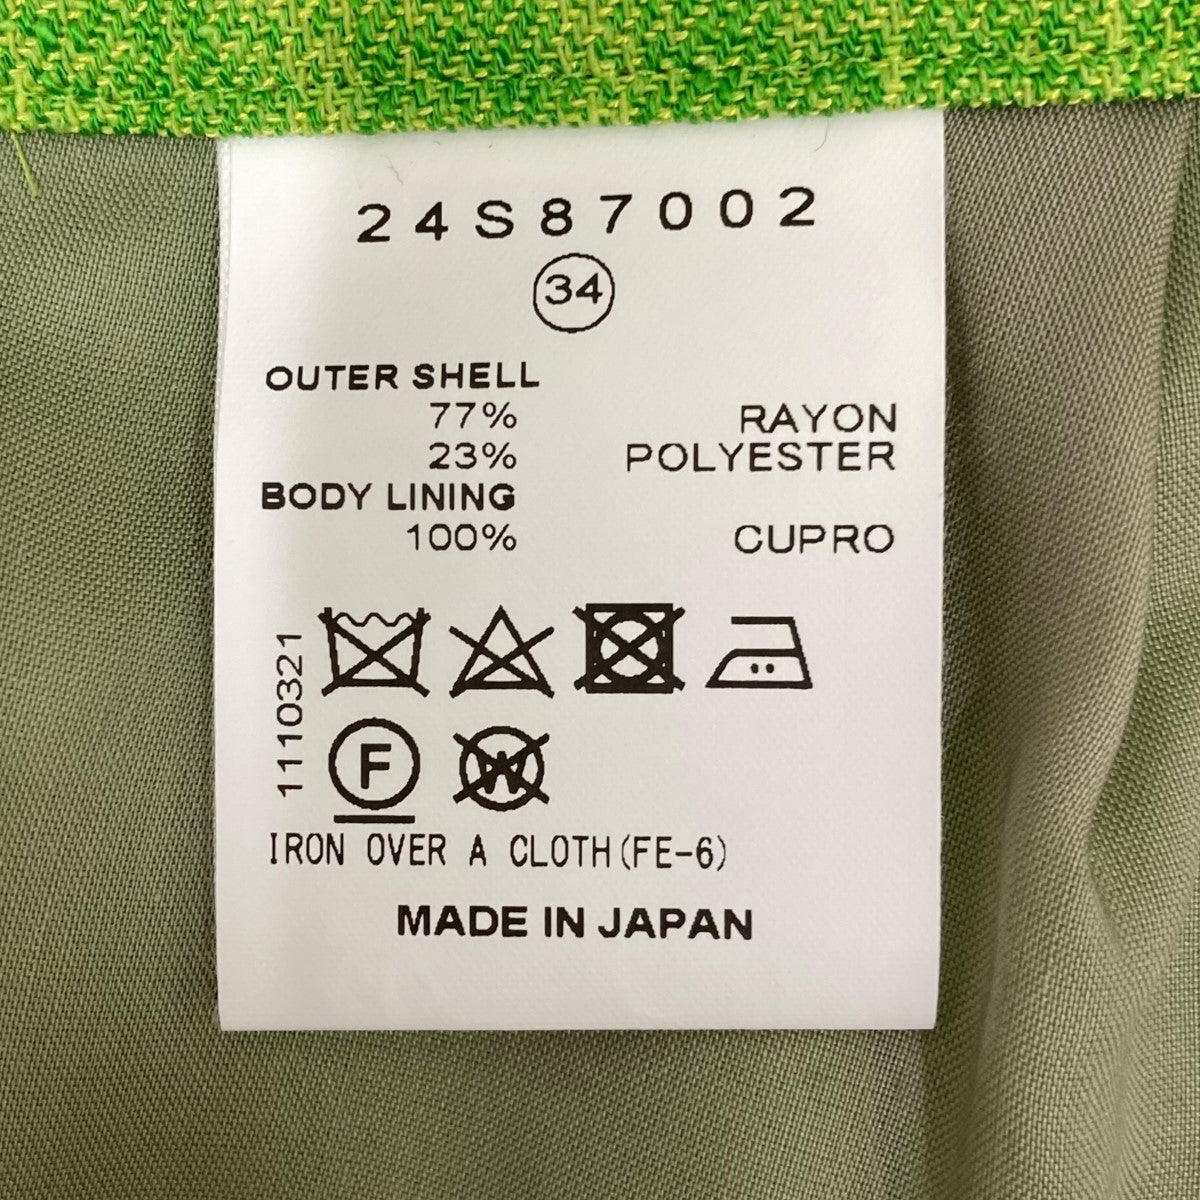 24S87002
34
OUTER SHELL
77% RAYON
23% POLYESTER
BODY LINING
100% CUPRO
1110321
F
W
IRON OVER A CLOTH(FE-6)
MADE IN JAPAN